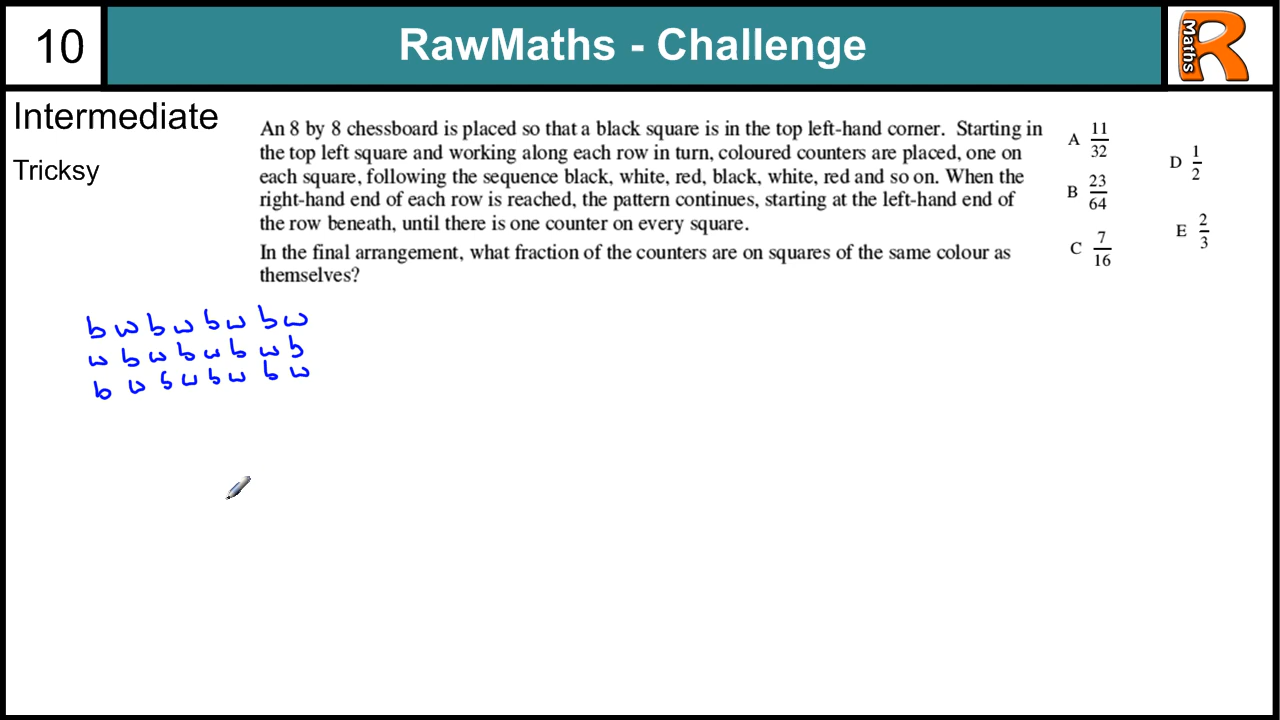 10
RawMaths - Challenge
Maths
R
Intermediate
Tricksy
An 8 by 8 chessboard is placed so that a black square is in the top left-hand corner. Starting in
the top left square and working along each row in turn, coloured counters are placed, one on
each square, following the sequence black, white, red, black, white, red and so on. When the
right-hand end of each row is reached, the pattern continues, starting at the left-hand end of
the row beneath, until there is one counter on every square.
In the final arrangement, what fraction of the counters are on squares of the same colour as
themselves?
A 11/32
B 23/64
C 7/16
D 1/2
E 2/3
b w b w b w b w
w b w b w b w b
b w b w b w b w